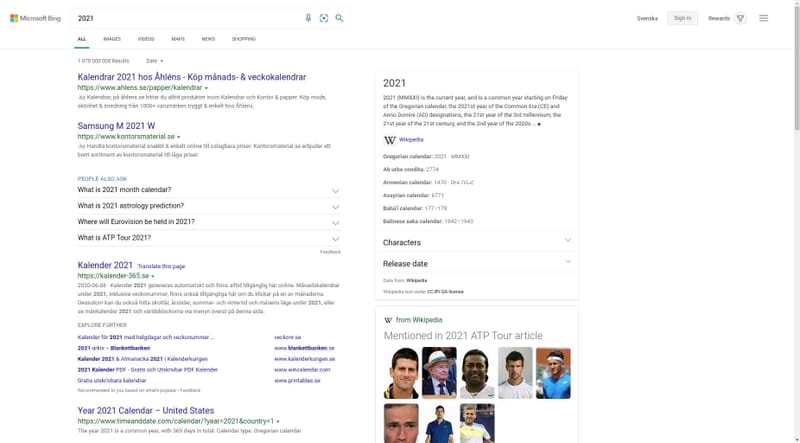 Microsoft Bing
2021
Svenska
Sign in
Rewards
ALL
IMAGES
VIDEOS
MAPS
NEWS
SHOPPING
1 070 000 000 Results
Date
Kalendrar 2021 hos Åhléns - Köp månads- & veckokalendrar
https://www.ahlens.se/papper/kalendrar
Ad Kalendrar, på åhléns.se hittar du alltid produkter inom Kalendrar och Kontor & papper. Köp mode,
skönhet & inredning från 1000+ varumärken tryggt & enkelt hos Åhléns.
Samsung M 2021 W
https://www.kontorsmaterial.se
Ad Handla kontorsmaterial snabbt & enkelt online till oslagbara priser. Kontorsmaterial.se erbjuder ett
brett sortiment av kontorsmaterial till låga priser.
PEOPLE ALSO ASK
What is 2021 month calendar?
What is 2021 astrology prediction?
Where will Eurovision be held in 2021?
What is ATP Tour 2021?
Feedback
Kalender 2021 Translate this page
https://kalender-365.se
2020-06-08 · Kalender 2021 genereras automatiskt och finns alltid tillgänglig här online. Månadskalendrar
under 2021, inklusive veckonummer, finns också tillgängliga här om du klickar på en av månaderna.
Dessutom kan du också hitta skottår, årstider, sommar- och vintertid och månens läge under 2021, eller
se månkalender 2021 och världsklockorna via menyn överst på denna sida.
EXPLORE FURTHER
Kalender för 2021 med helgdagar och veckonummer ...
veckonr.se
2021-arkiv – Blankettbanken
www.blankettbanken.se
Kalender 2021 & Almanacka 2021 | Kalenderkungen
www.kalenderkungen.se
2021 Kalender PDF - Gratis och Utskrivbar PDF Kalender
www.wincalendar.com
Gratis utskrivbara kalendrar
www.printables.se
Recommended to you based on what's popular • Feedback
Year 2021 Calendar – United States
https://www.timeanddate.com/calendar/?year=2021&country=1
The year 2021 is a common year, with 365 days in total. Calendar type: Gregorian calendar.
2021
2021 (MMXXI) is the current year, and is a common year starting on Friday
of the Gregorian calendar, the 2021st year of the Common Era (CE) and
Anno Domini (AD) designations, the 21st year of the 3rd millennium, the
21st year of the 21st century, and the 2nd year of the 2020s ...
W Wikipedia
Gregorian calendar: 2021 · MMXXI
Ab urbe condita: 2774
Armenian calendar: 1470 · ԹՎ ՌՆՀ
Assyrian calendar: 6771
Bahá'í calendar: 177–178
Balinese saka calendar: 1942–1943
Characters
Release date
Data from: Wikipedia
Wikipedia text under CC-BY-SA license
W from Wikipedia
Mentioned in 2021 ATP Tour article